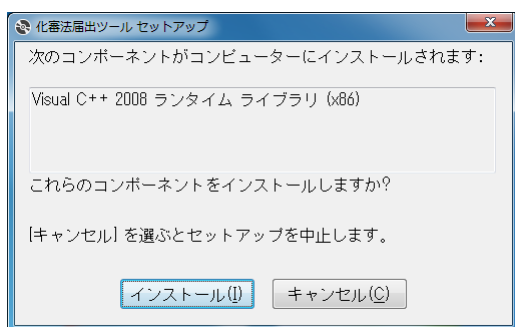 化審法届出ツール セットアップ
次のコンポーネントがコンピューターにインストールされます:
Visual C++ 2008 ランタイム ライブラリ (x86)
これらのコンポーネントをインストールしますか?
[キャンセル] を選ぶとセットアップを中止します。
インストール(I) キャンセル(C)